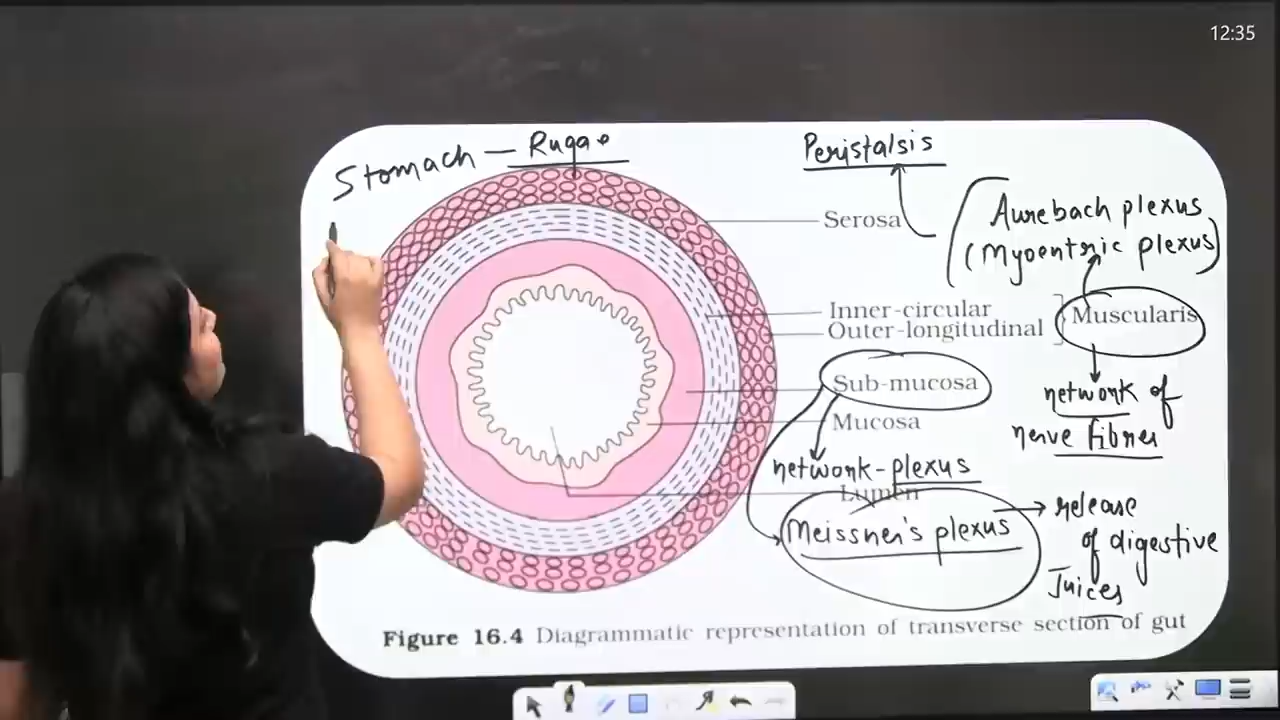 12:35
Stomach — Rugae
Peristalsis
Serosa
Aurebach plexus
(Myoentric plexus)
Inner-circular
Outer-longitudinal
Muscularis
Sub-mucosa
Mucosa
network of
nerve fibner
network-plexus
Lumen
Meissner's plexus
release
of digestive
Juices
Figure 16.4 Diagrammatic representation of transverse section of gut